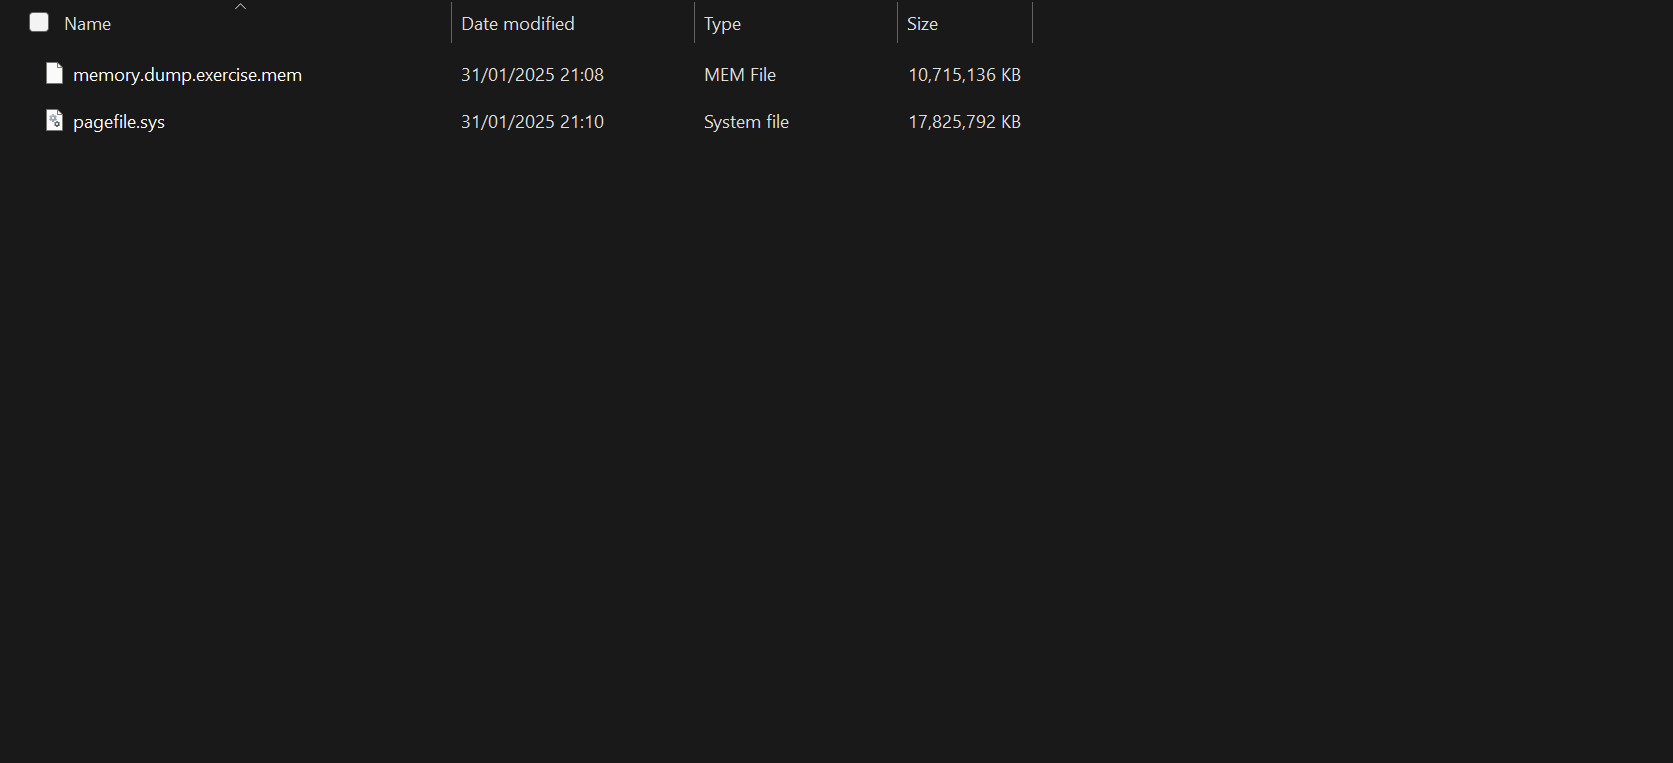 Name Date modified Type Size
memory.dump.exercise.mem 31/01/2025 21:08 MEM File 10,715,136 KB
pagefile.sys 31/01/2025 21:10 System file 17,825,792 KB